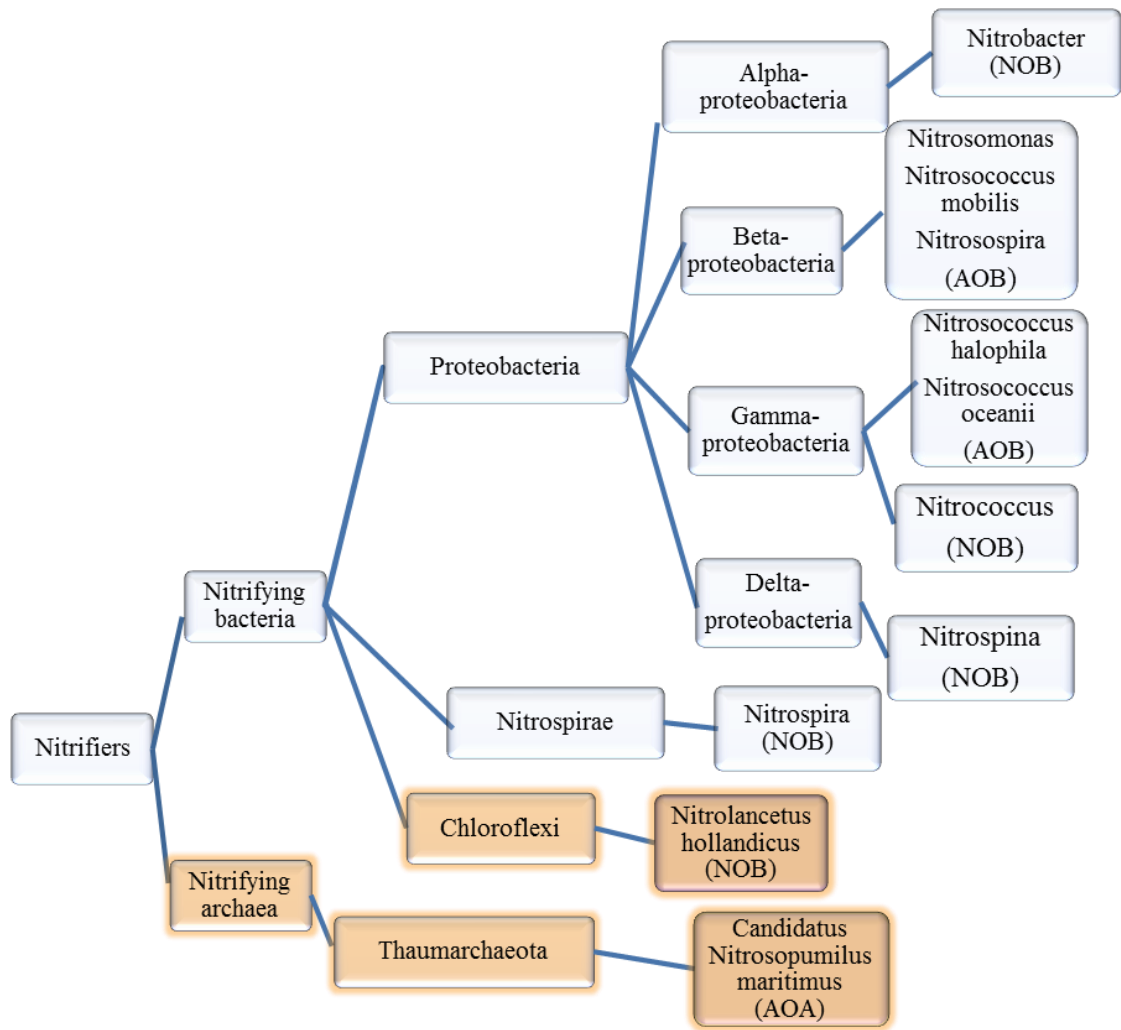 Nitrobacter
(NOB)
Alpha-
proteobacteria
Nitrosomonas
Nitrosococcus
mobilis
Nitrosospira
(AOB)
Beta-
proteobacteria
Nitrosococcus
halophila
Nitrosococcus
oceanii
(AOB)
Proteobacteria
Gamma-
proteobacteria
Nitrococcus
(NOB)
Delta-
proteobacteria
Nitrifying
bacteria
Nitrospina
(NOB)
Nitrifiers
Nitrospirae
Nitrospira
(NOB)
Chloroflexi
Nitrolancetus
hollandicus
(NOB)
Nitrifying
archaea
Thaumarchaeota
Candidatus
Nitrosopumilus
maritimus
(AOA)